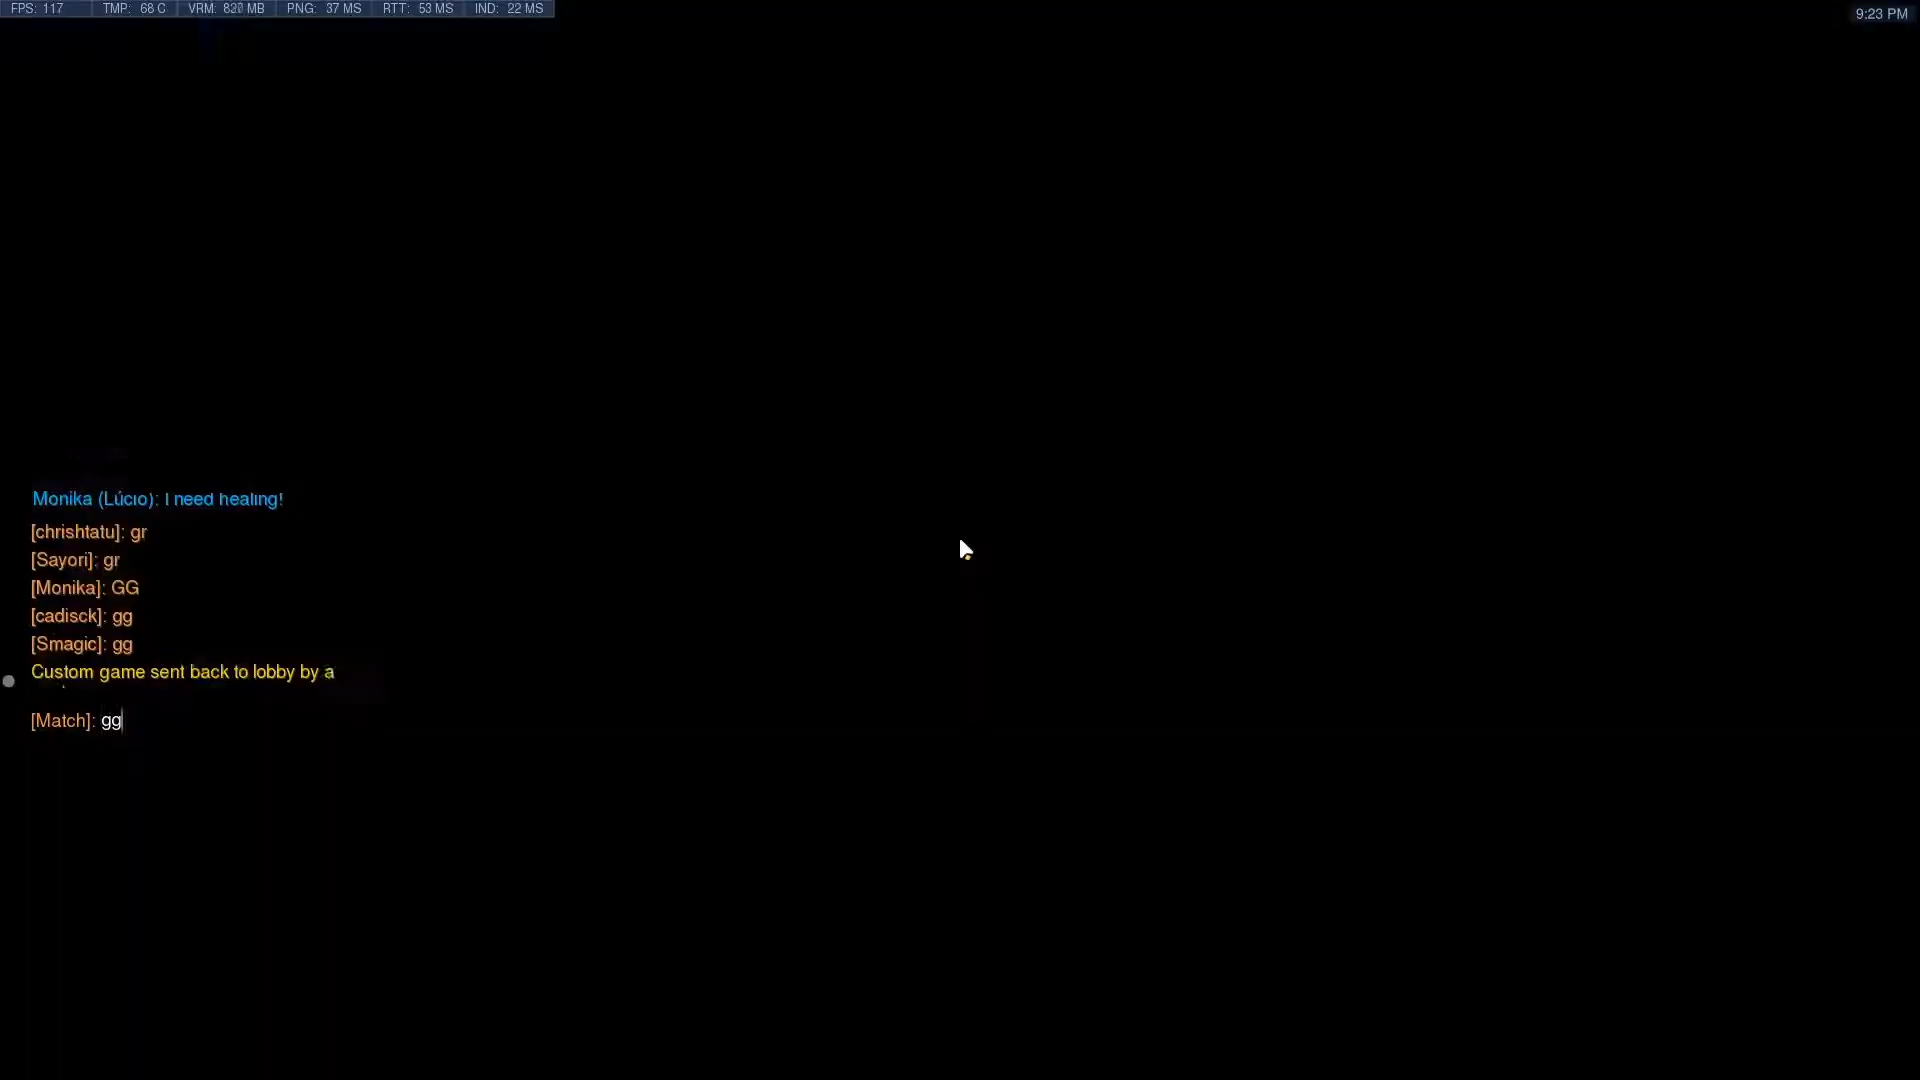 FPS: 117 TMP: 68 C VRM: MB PNG: 37 MS RTT: 53 MS IND: 22 MS
9:23 PM
Monika (Lúcio): I need healing!
[chrishtatu]: gr
[Sayori]: gr
[Monika]: GG
[cadisck]: gg
[Smagic]: gg
Custom game sent back to lobby by a
[Match]: gg